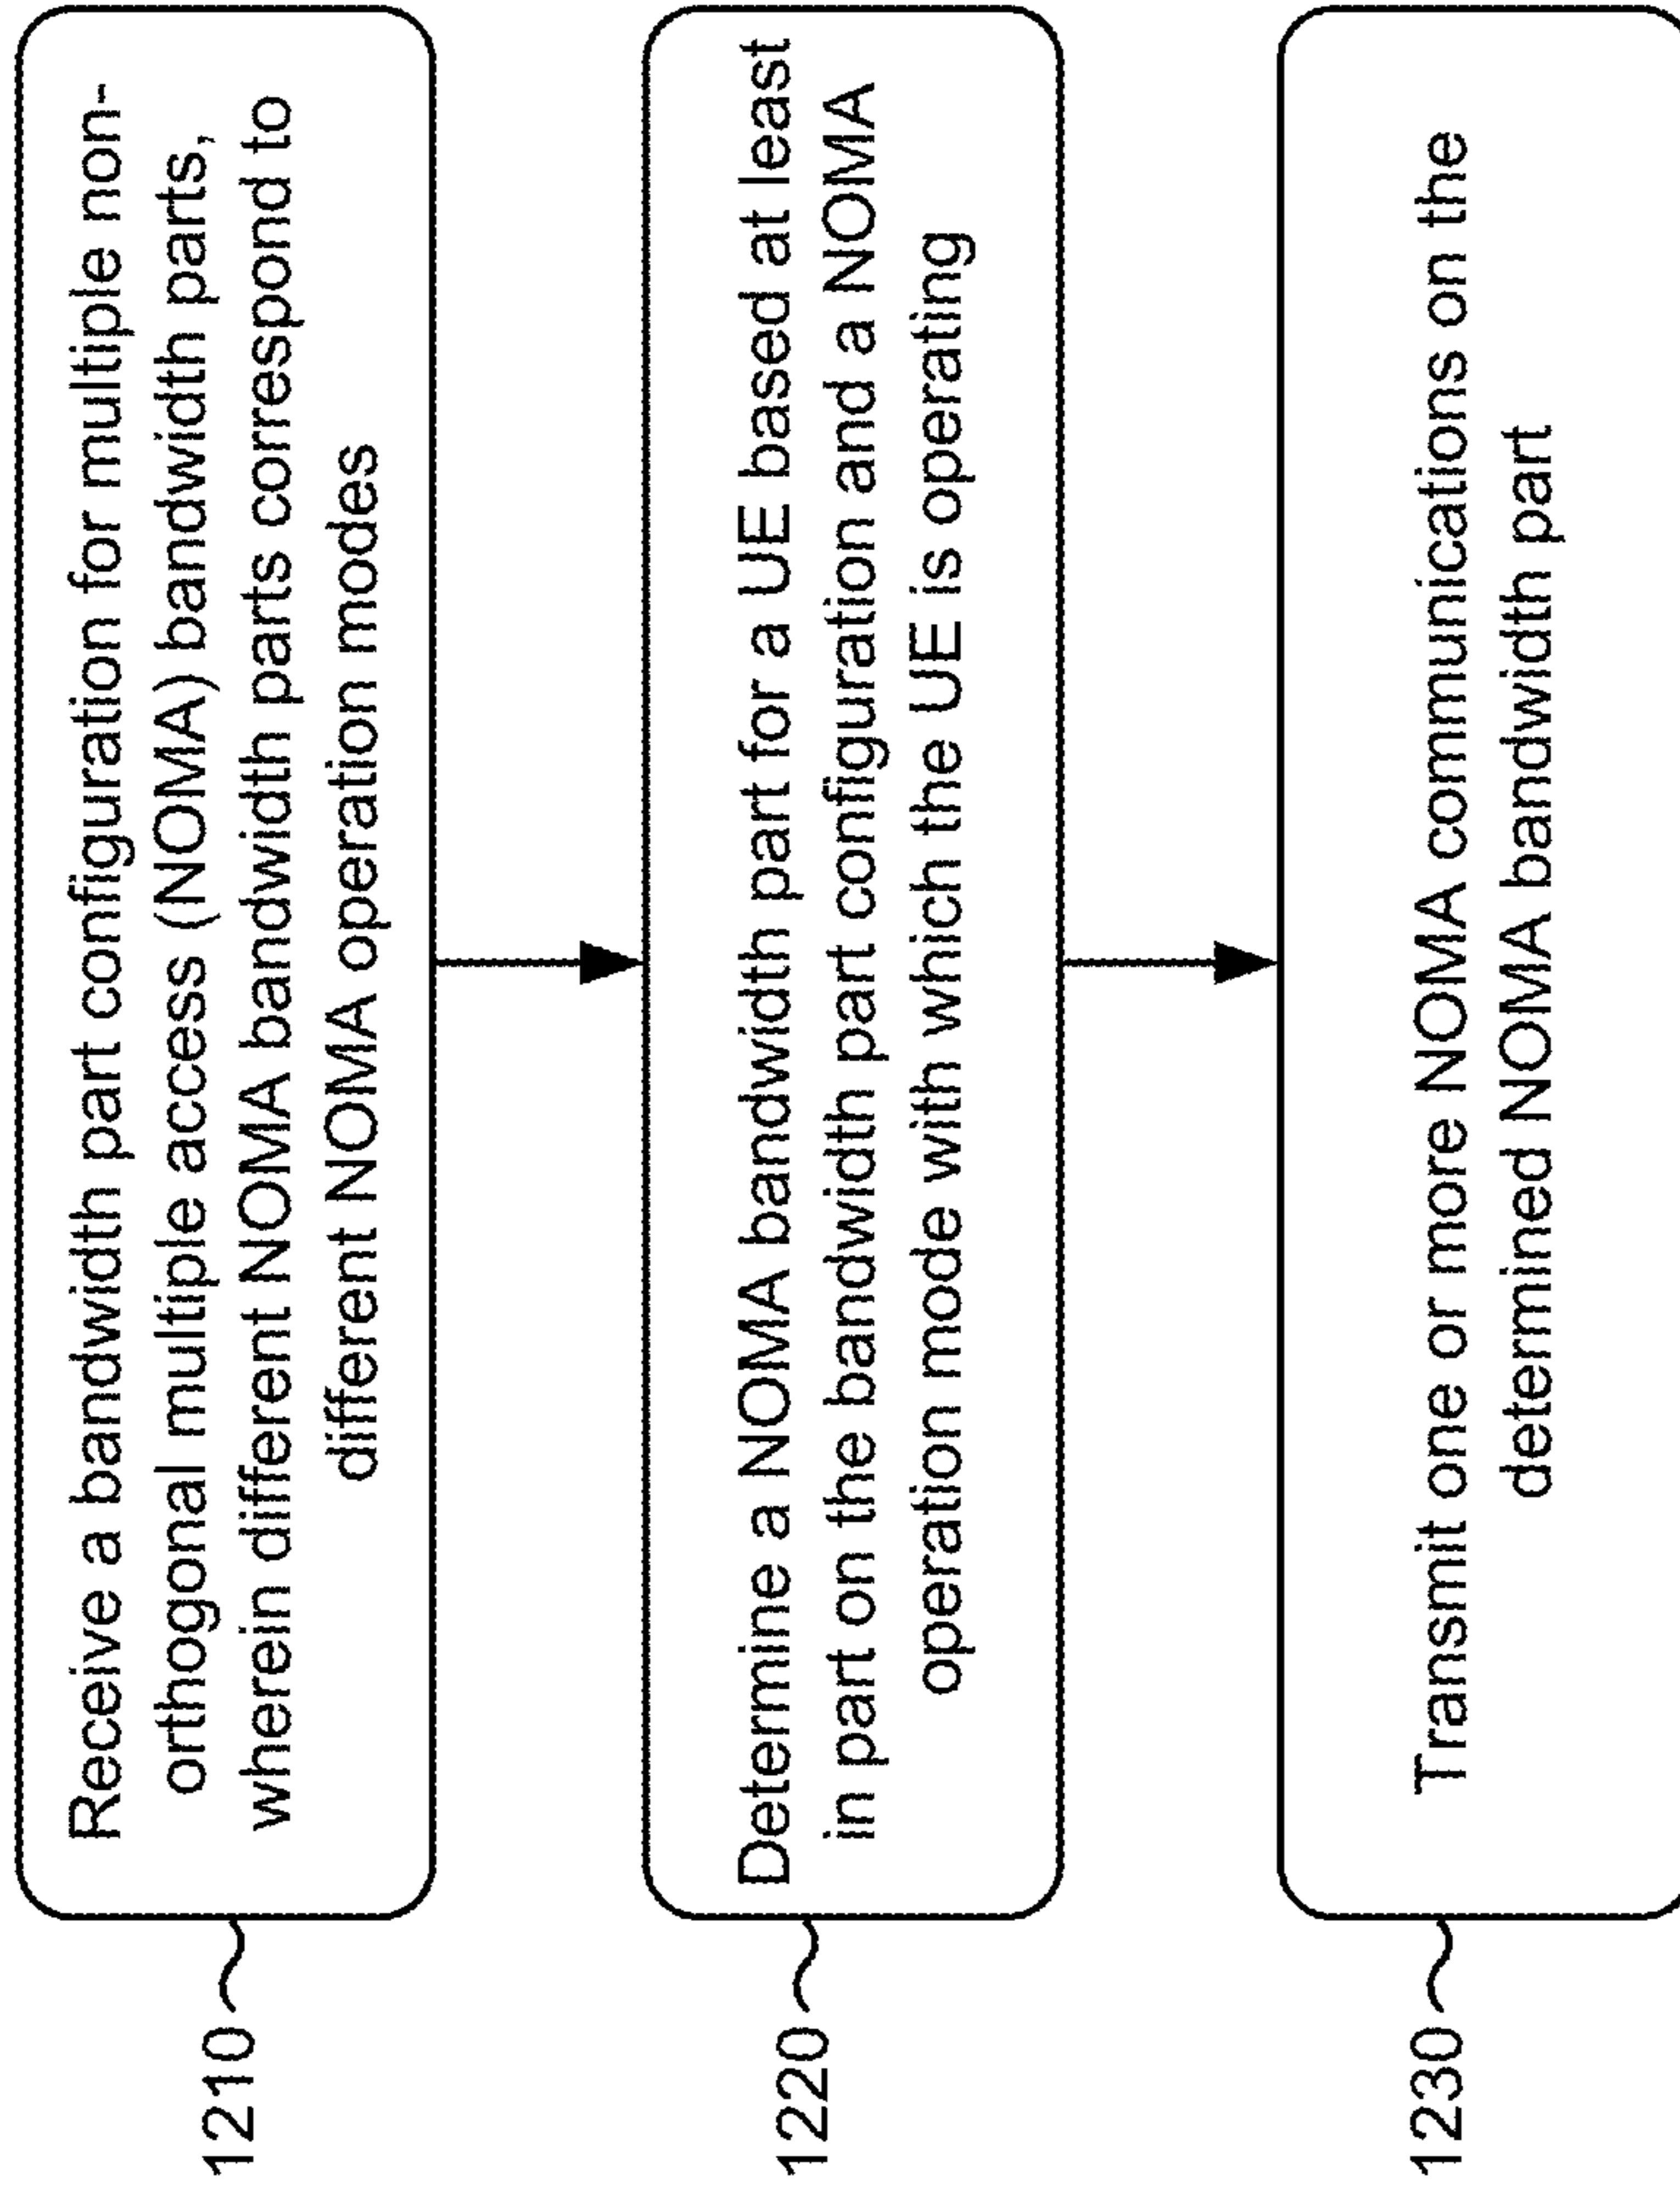 1210
Receive a bandwidth part configuration for multiple non-
orthogonal multiple access (NOMA) bandwidth parts,
wherein different NOMA bandwidth parts correspond to
different NOMA operation modes
1220
Determine a NOMA bandwidth part for a UE based at least
in part on the bandwidth part configuration and a NOMA
operation mode with which the UE is operating
1230
Transmit one or more NOMA communications on the
determined NOMA bandwidth part